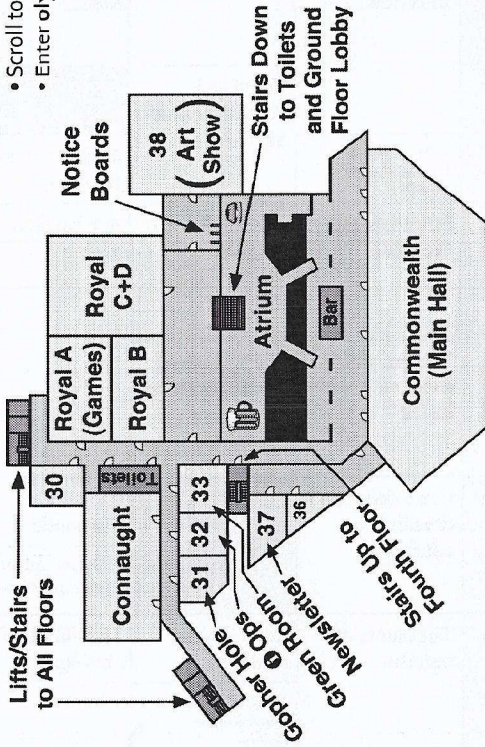 • Scroll to
• Enter oly
Lifts/Stairs
to All Floors
30
Toilets
Connaught
Royal A
(Games)
Royal B
Royal
C+D
Notice
Boards
38
(Art
Show)
Stairs Down
to Toilets
and Ground
Floor Lobby
Atrium
Bar
Commonwealth
(Main Hall)
31
32
33
37
36
Gopher Hole
Ops
Green Room
Newsletter
Stairs Up to
Fourth Floor